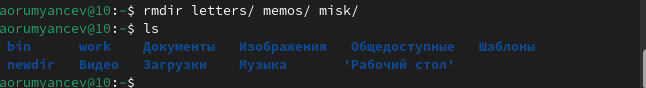 aorumyancev@10:~$ rmdir letters/ memos/ misk/
aorumyancev@10:~$ ls
bin work Документы Изображения Общедоступные Шаблоны
newdir Видео Загрузки Музыка 'Рабочий стол'
aorumyancev@10:~$